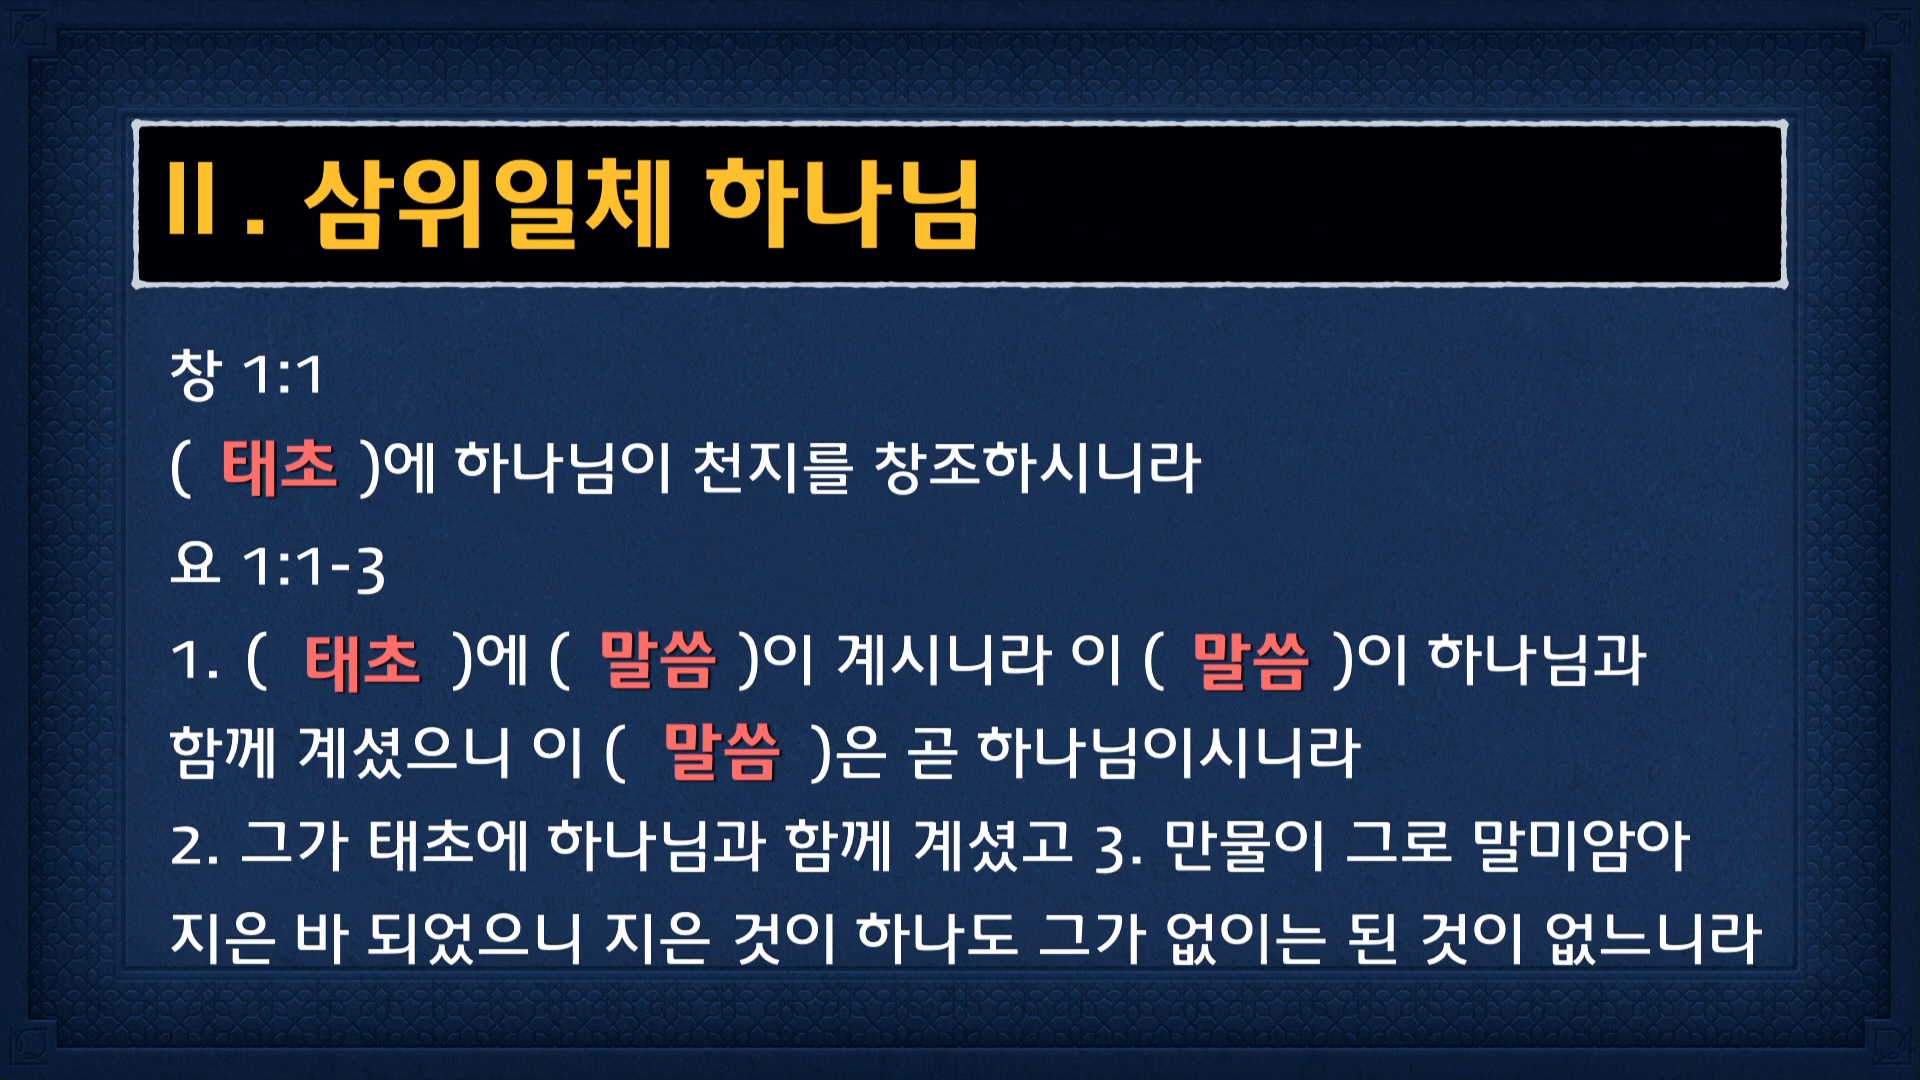 II. 삼위일체 하나님
창 1:1
( 태초 )에 하나님이 천지를 창조하시니라
요 1:1-3
1. ( 태초 )에 ( 말씀 )이 계시니라 이 ( 말씀 )이 하나님과
함께 계셨으니 이 ( 말씀 )은 곧 하나님이시니라
2. 그가 태초에 하나님과 함께 계셨고 3. 만물이 그로 말미암아
지은 바 되었으니 지은 것이 하나도 그가 없이는 된 것이 없느니라